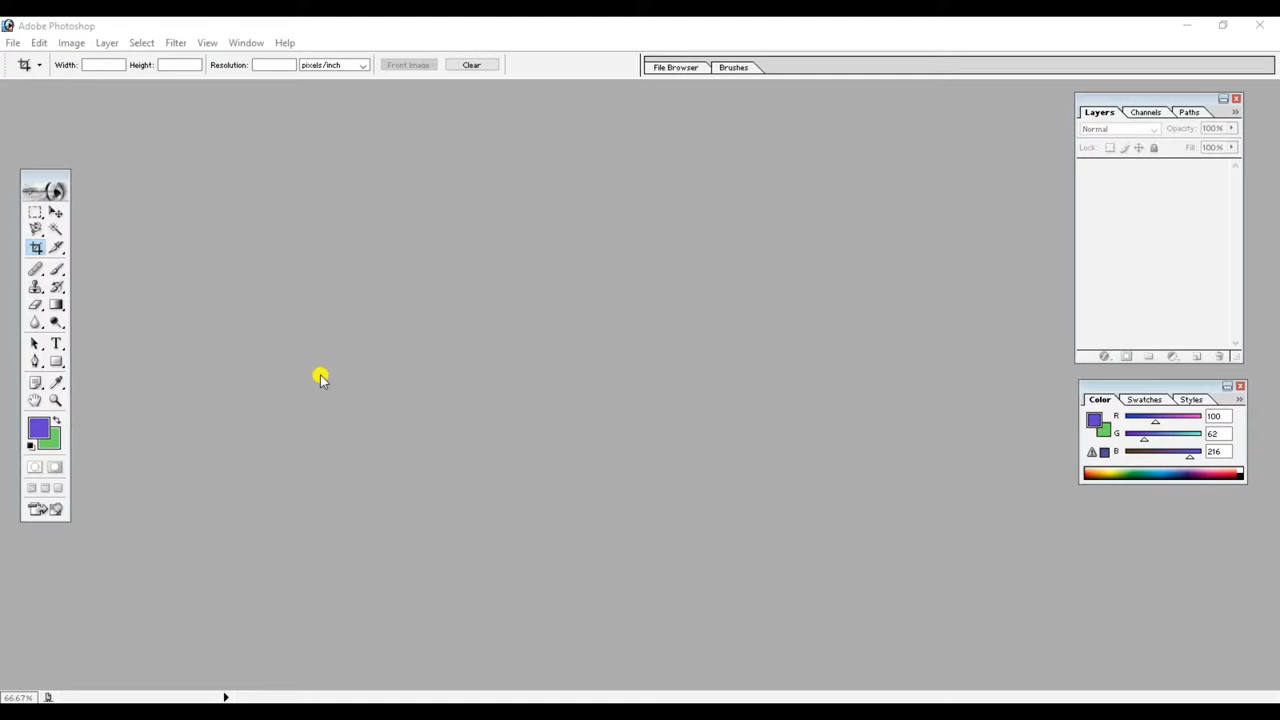 Adobe Photoshop
File Edit Image Layer Select Filter View Window Help
Width: Height: Resolution: pixels/inch Front Image Clear File Browser Brushes
Layers Channels Paths
Normal Opacity: 100%
Lock: Fill: 100%
T
Color Swatches Styles
R 100
G 62
B 216
66.67%